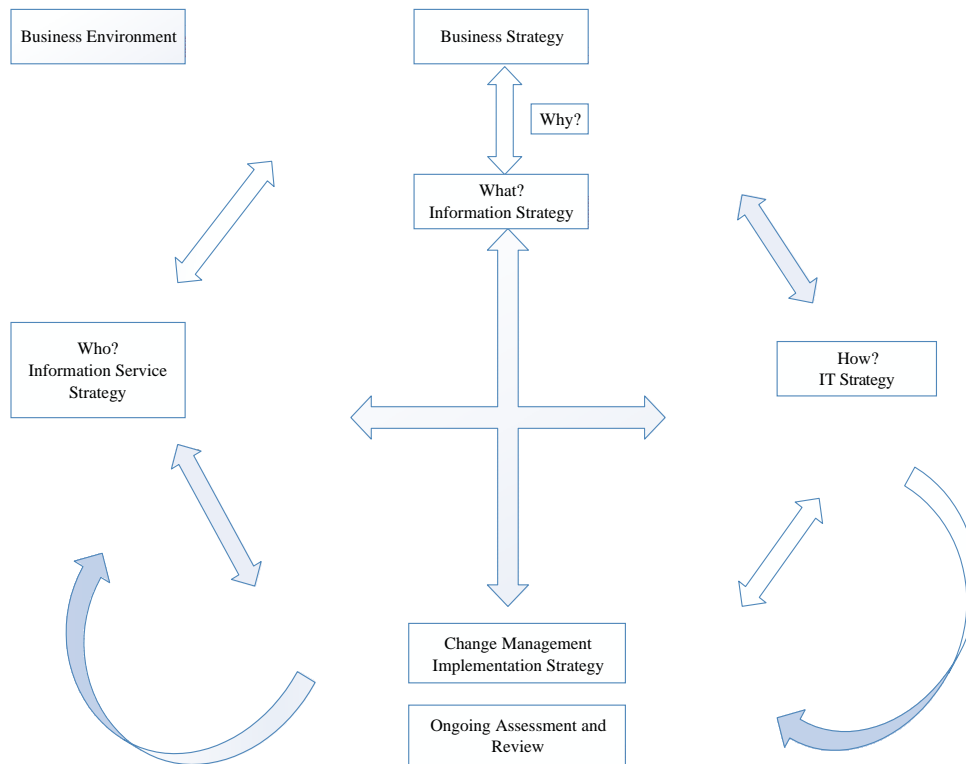 Business Environment
Business Strategy
Why?
What?
Information Strategy
Who?
Information Service
Strategy
How?
IT Strategy
Change Management
Implementation Strategy
Ongoing Assessment and
Review